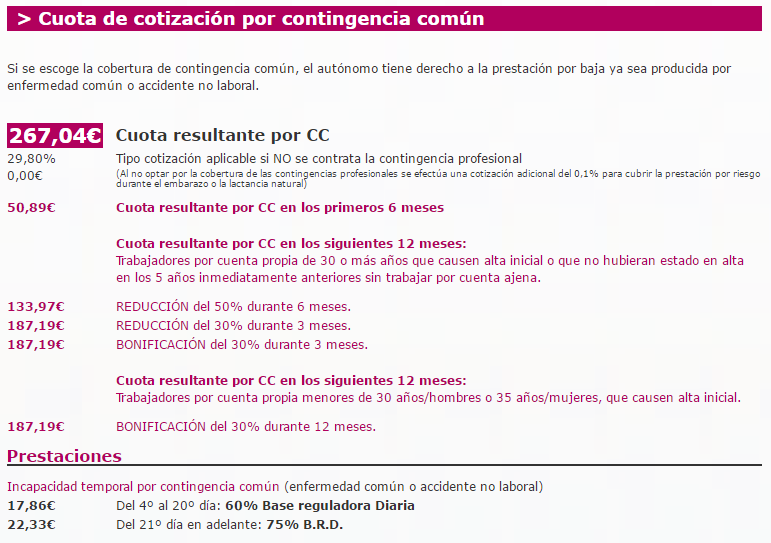 > Cuota de cotización por contingencia común
Si se escoge la cobertura de contingencia común, el autónomo tiene derecho a la prestación por baja ya sea producida por
enfermedad común o accidente no laboral.
267,04€ Cuota resultante por CC
29,80% Tipo cotización aplicable si NO se contrata la contingencia profesional
0,00€ (Al no optar por la cobertura de las contingencias profesionales se efectúa una cotización adicional del 0,1% para cubrir la prestación por riesgo
durante el embarazo o la lactancia natural)
50,89€ Cuota resultante por CC en los primeros 6 meses
Cuota resultante por CC en los siguientes 12 meses:
Trabajadores por cuenta propia de 30 o más años que causen alta inicial o que no hubieran estado en alta
en los 5 años inmediatamente anteriores sin trabajar por cuenta ajena.
133,97€ REDUCCIÓN del 50% durante 6 meses.
187,19€ REDUCCIÓN del 30% durante 3 meses.
187,19€ BONIFICACIÓN del 30% durante 3 meses.
Cuota resultante por CC en los siguientes 12 meses:
Trabajadores por cuenta propia menores de 30 años/hombres o 35 años/mujeres, que causen alta inicial.
187,19€ BONIFICACIÓN del 30% durante 12 meses.
Prestaciones
Incapacidad temporal por contingencia común (enfermedad común o accidente no laboral)
17,86€ Del 4º al 20º día: 60% Base reguladora Diaria
22,33€ Del 21º día en adelante: 75% B.R.D.